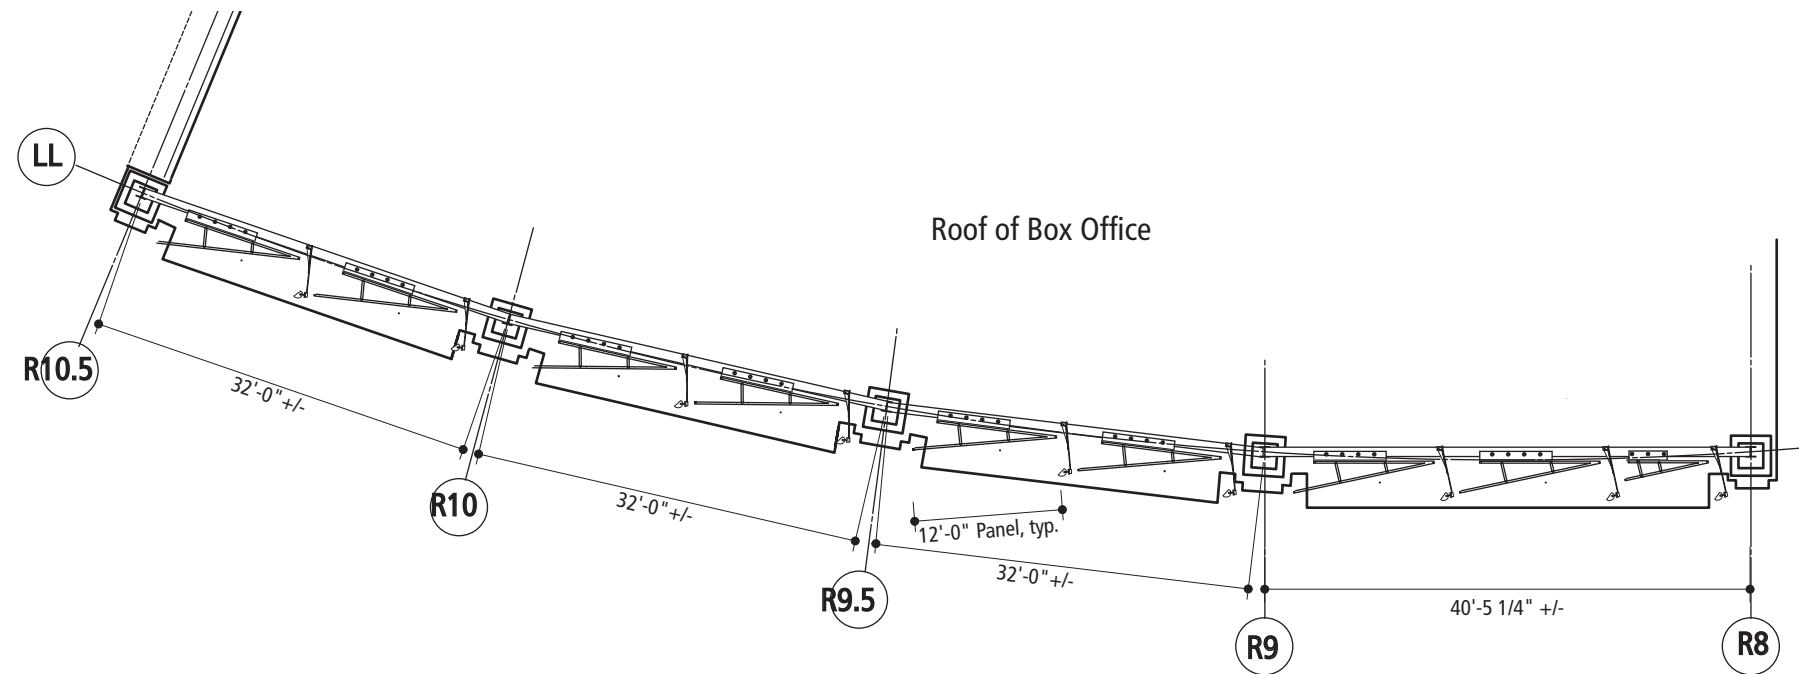 LL
Roof of Box Office
R10.5
32'-0"+/-
R10
32'-0"+/-
12'-0" Panel, typ.
R9.5
32'-0"+/-
40'-5 1/4" +/-
R9
R8